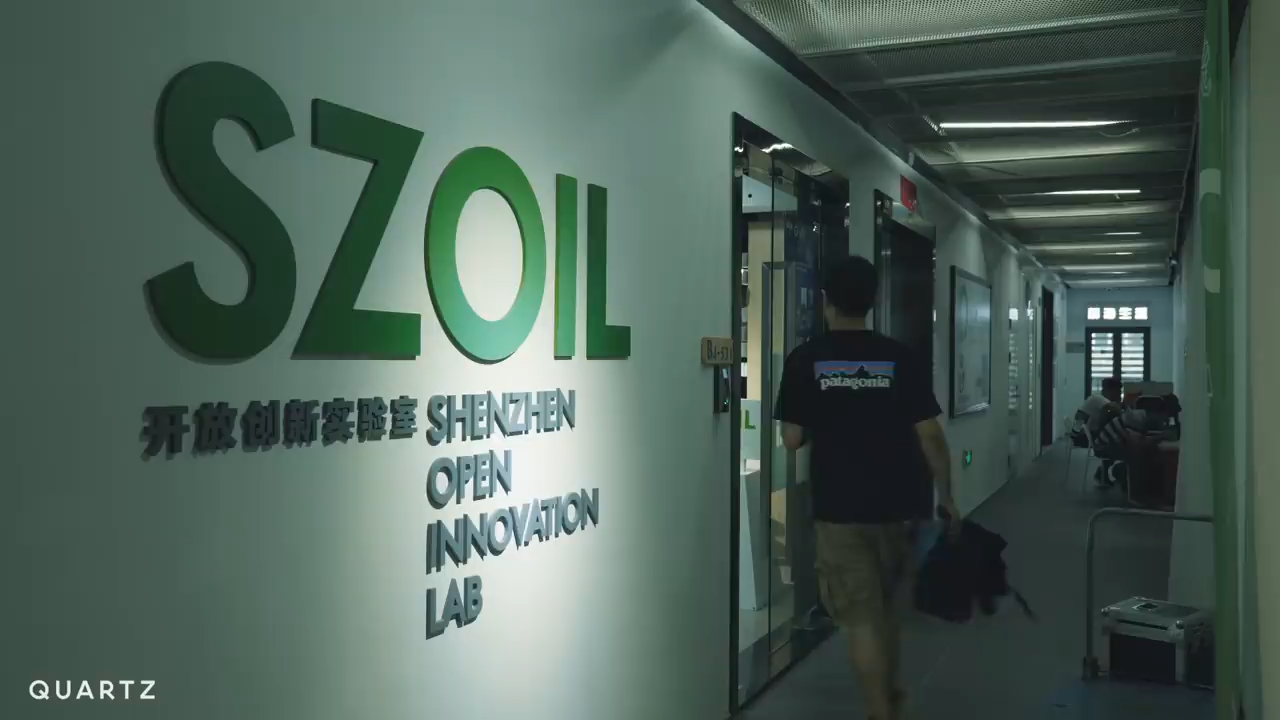 SZOIL
开放创新实验室
SHENZHEN
OPEN
INNOVATION
LAB
patagonia
QUARTZ